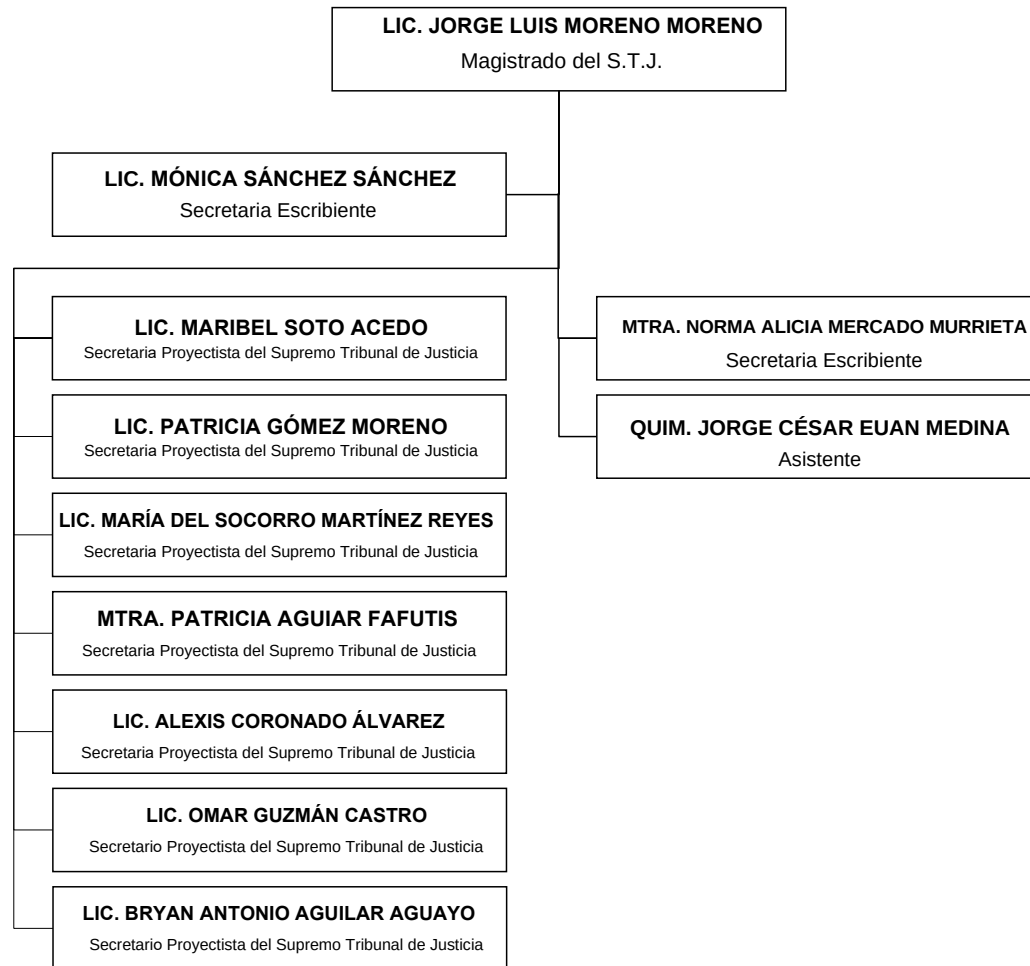 LIC. JORGE LUIS MORENO MORENO
Magistrado del S.T.J.
LIC. MÓNICA SÁNCHEZ SÁNCHEZ
Secretaria Escribiente
LIC. MARIBEL SOTO ACEDO
Secretaria Proyectista del Supremo Tribunal de Justicia
LIC. PATRICIA GÓMEZ MORENO
Secretaria Proyectista del Supremo Tribunal de Justicia
LIC. MARÍA DEL SOCORRO MARTÍNEZ REYES
Secretaria Proyectista del Supremo Tribunal de Justicia
MTRA. PATRICIA AGUIAR FAFUTIS
Secretaria Proyectista del Supremo Tribunal de Justicia
LIC. ALEXIS CORONADO ÁLVAREZ
Secretaria Proyectista del Supremo Tribunal de Justicia
LIC. OMAR GUZMÁN CASTRO
Secretario Proyectista del Supremo Tribunal de Justicia
LIC. BRYAN ANTONIO AGUILAR AGUAYO
Secretario Proyectista del Supremo Tribunal de Justicia
MTRA. NORMA ALICIA MERCADO MURRIETA
Secretaria Escribiente
QUIM. JORGE CÉSAR EUAN MEDINA
Asistente